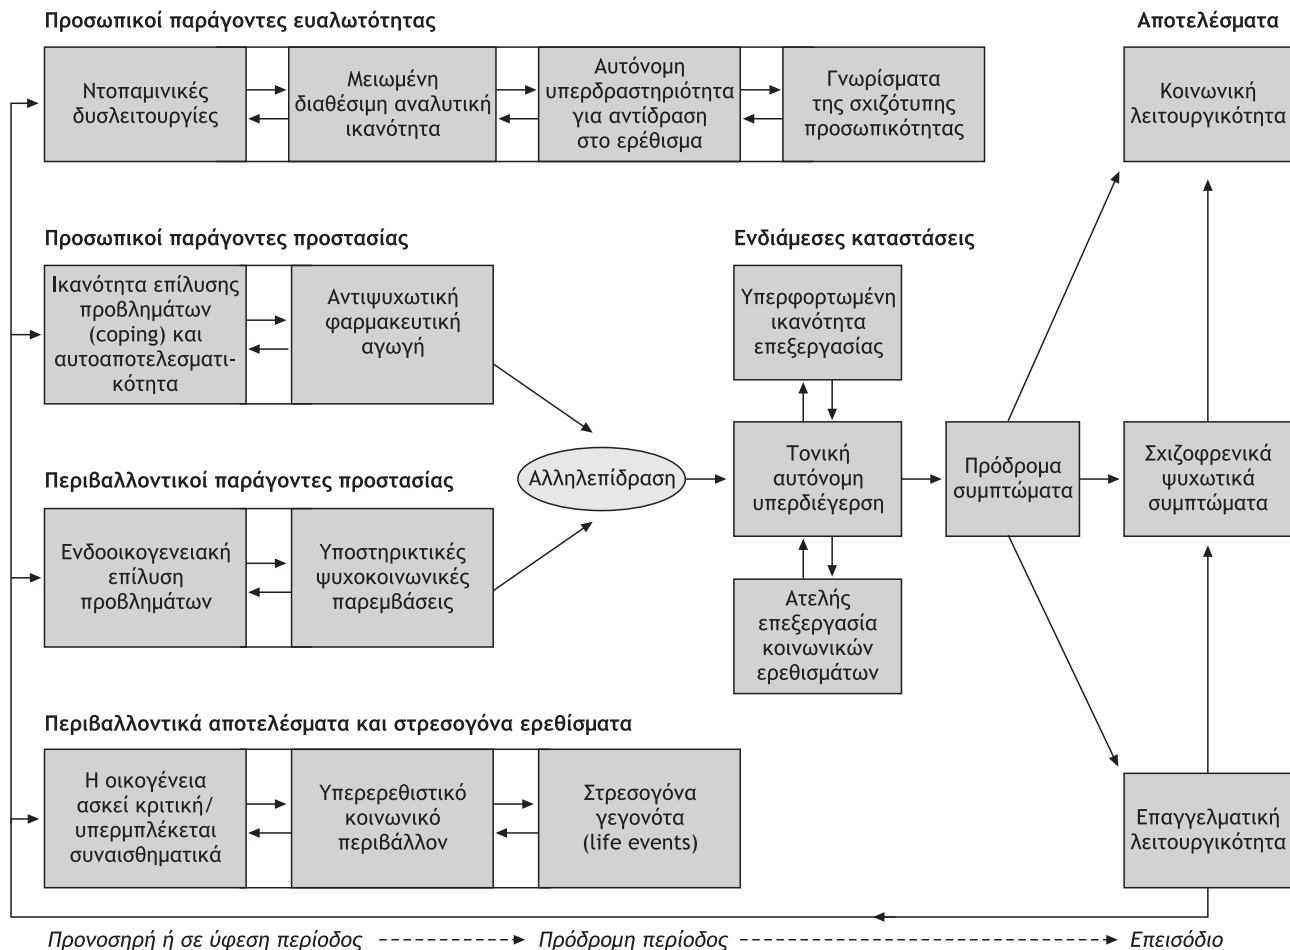 Προσωπικοί παράγοντες ευαλωτότητας
Αποτελέσματα
Ντοπαμινικές
δυσλειτουργίες
Μειωμένη
διαθέσιμη αναλυτική
ικανότητα
Αυτόνομη
υπερδραστηριότητα
για αντίδραση
στο ερέθισμα
Γνωρίσματα
της σχιζότυπης
προσωπικότητας
Κοινωνική
λειτουργικότητα
Προσωπικοί παράγοντες προστασίας
Ενδιάμεσες καταστάσεις
Ικανότητα επίλυσης
προβλημάτων
(coping) και
αυτοαποτελεσματι-
κότητα
Αντιψυχωτική
φαρμακευτική
αγωγή
Υπερφορτωμένη
ικανότητα
επεξεργασίας
Περιβαλλοντικοί παράγοντες προστασίας
Αλληλεπίδραση
Τονική
αυτόνομη
υπερδιέγερση
Πρόδρομα
συμπτώματα
Σχιζοφρενικά
ψυχωτικά
συμπτώματα
Ενδοοικογενειακή
επίλυση
προβλημάτων
Υποστηρικτικές
ψυχοκοινωνικές
παρεμβάσεις
Ατελής
επεξεργασία
κοινωνικών
ερεθισμάτων
Περιβαλλοντικά αποτελέσματα και στρεσογόνα ερεθίσματα
Η οικογένεια
ασκεί κριτική/
υπερμπλέκεται
συναισθηματικά
Υπερερεθιστικό
κοινωνικό
περιβάλλον
Στρεσογόνα
γεγονότα
(life events)
Επαγγελματική
λειτουργικότητα
Προνοσηρή ή σε ύφεση περίοδος
Πρόδρομη περίοδος
Επεισόδιο